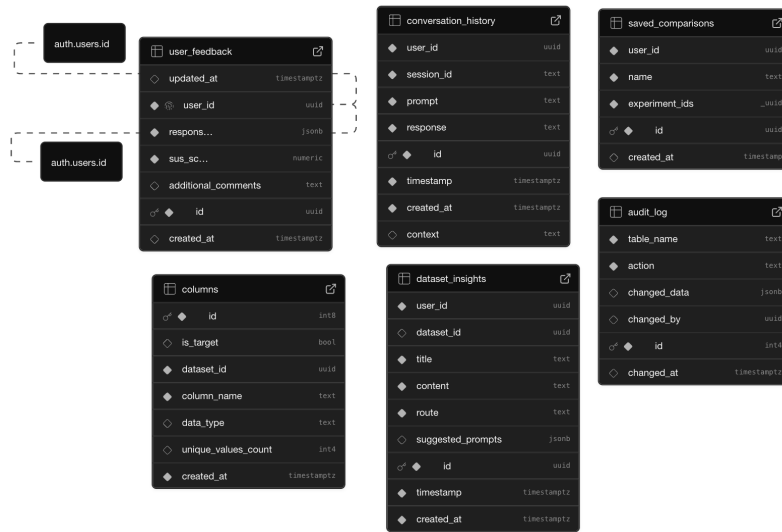 auth.users.id
auth.users.id
user_feedback
updated_at timestamptz
user_id uuid
respons... jsonb
sus_sc... numeric
additional_comments text
id uuid
created_at timestamptz
conversation_history
user_id uuid
session_id text
prompt text
response text
id uuid
timestamp timestamptz
created_at timestamptz
context text
saved_comparisons
user_id uuid
name text
experiment_ids _uuid
id uuid
created_at timestamp
columns
id int8
is_target bool
dataset_id uuid
column_name text
data_type text
unique_values_count int4
created_at timestamptz
dataset_insights
user_id uuid
dataset_id uuid
title text
content text
route text
suggested_prompts jsonb
id uuid
timestamp timestamptz
created_at timestamptz
audit_log
table_name text
action text
changed_data jsonb
changed_by uuid
id int4
changed_at timestamptz